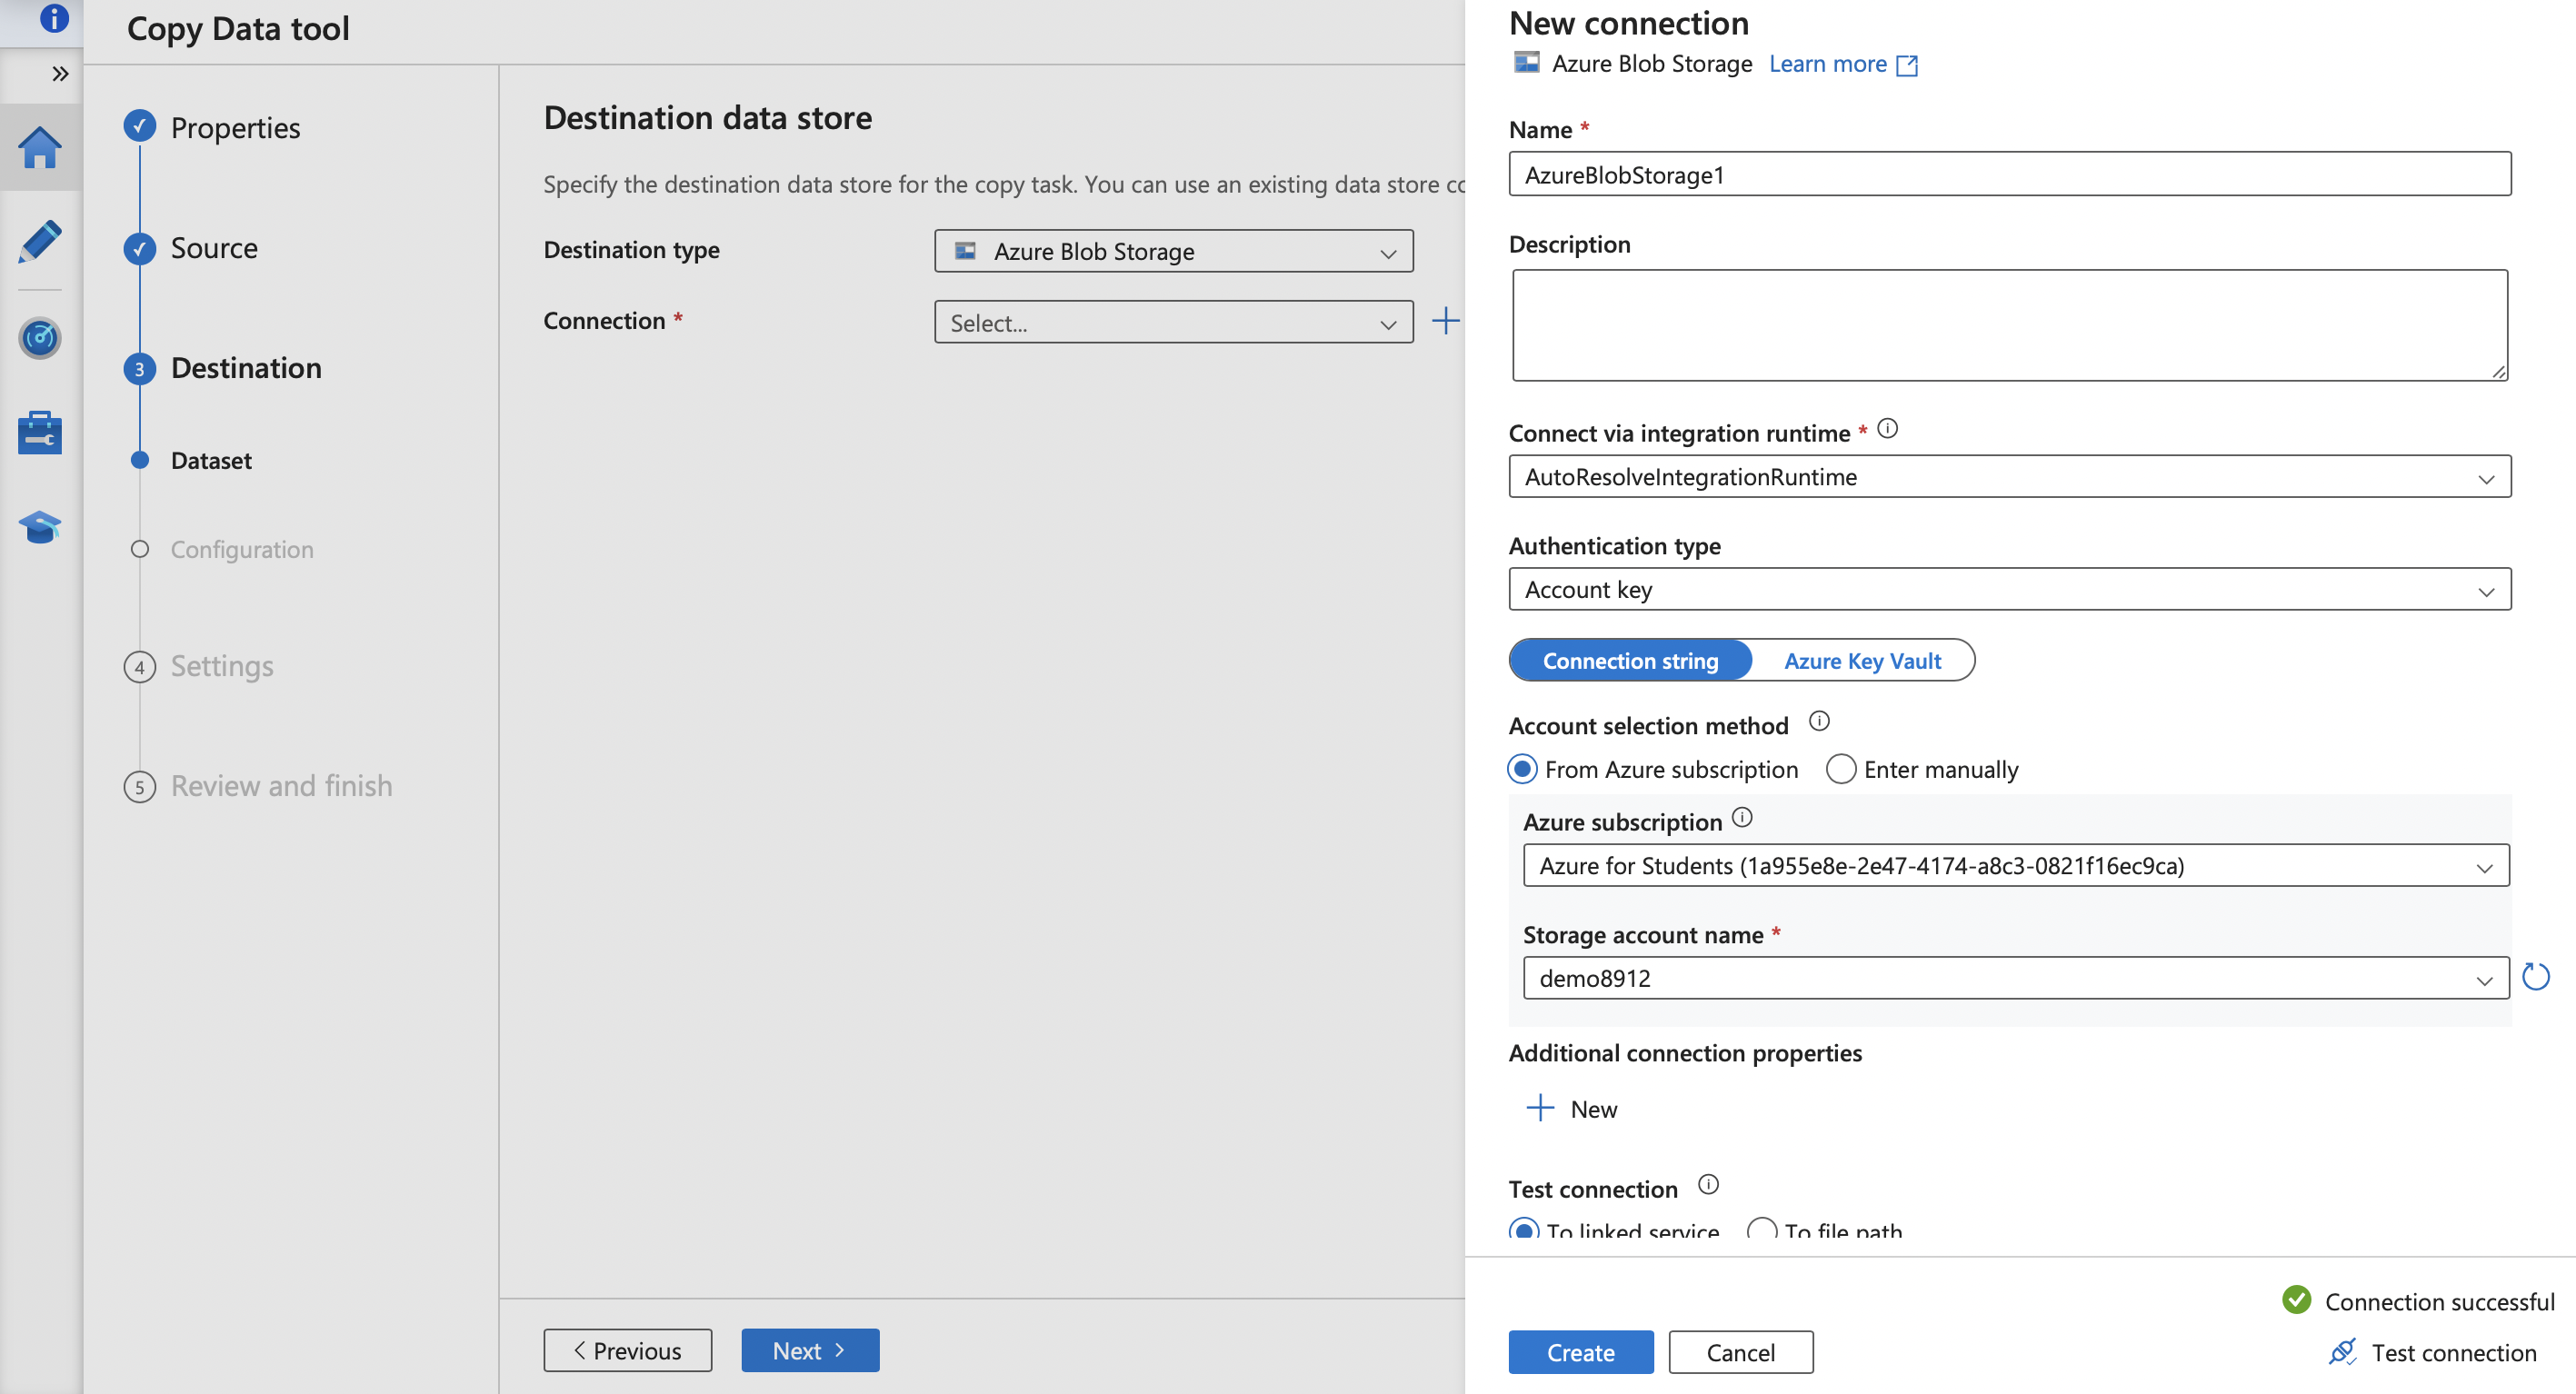 Copy Data tool
Properties
Source
3 Destination
Dataset
Configuration
4 Settings
5 Review and finish
Destination data store
Specify the destination data store for the copy task. You can use an existing data store co
Destination type
Azure Blob Storage
Connection *
Select...
< Previous
Next >
New connection
Azure Blob Storage Learn more
Name *
AzureBlobStorage1
Description
Connect via integration runtime *
AutoResolveIntegrationRuntime
Authentication type
Account key
Connection string Azure Key Vault
Account selection method
From Azure subscription Enter manually
Azure subscription
Azure for Students (1a955e8e-2e47-4174-a8c3-0821f16ec9ca)
Storage account name *
demo8912
Additional connection properties
New
Test connection
To linked service To file path
Connection successful
Create Cancel Test connection